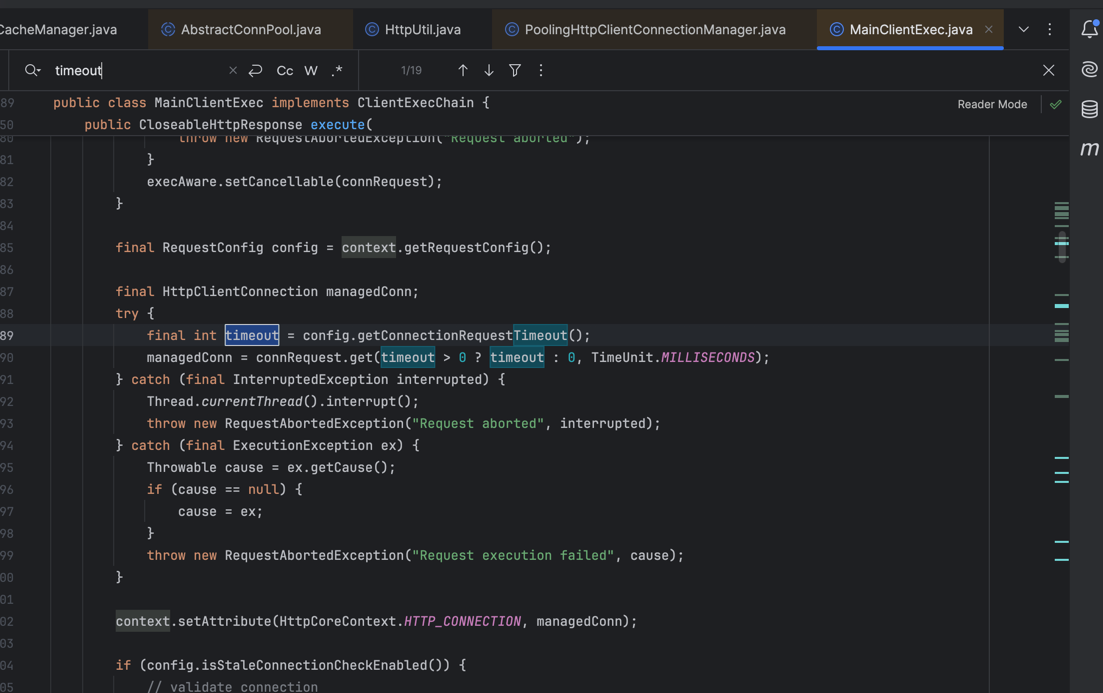 CacheManager.java AbstractConnPool.java HttpUtil.java PoolingHttpClientConnectionManager.java MainClientExec.java
timeout Cc W .* 1/19
89 public class MainClientExec implements ClientExecChain { Reader Mode
50 public CloseableHttpResponse execute(
80 throw new RequestAbortedException("Request aborted");
81 }
82 execAware.setCancellable(connRequest);
83 }
84
85 final RequestConfig config = context.getRequestConfig();
86
87 final HttpClientConnection managedConn;
88 try {
89 final int timeout = config.getConnectionRequestTimeout();
90 managedConn = connRequest.get(timeout > 0 ? timeout : 0, TimeUnit.MILLISECONDS);
91 } catch (final InterruptedException interrupted) {
92 Thread.currentThread().interrupt();
93 throw new RequestAbortedException("Request aborted", interrupted);
94 } catch (final ExecutionException ex) {
95 Throwable cause = ex.getCause();
96 if (cause == null) {
97 cause = ex;
98 }
99 throw new RequestAbortedException("Request execution failed", cause);
00 }
01
02 context.setAttribute(HttpCoreContext.HTTP_CONNECTION, managedConn);
03
04 if (config.isStaleConnectionCheckEnabled()) {
05 // validate connection
m